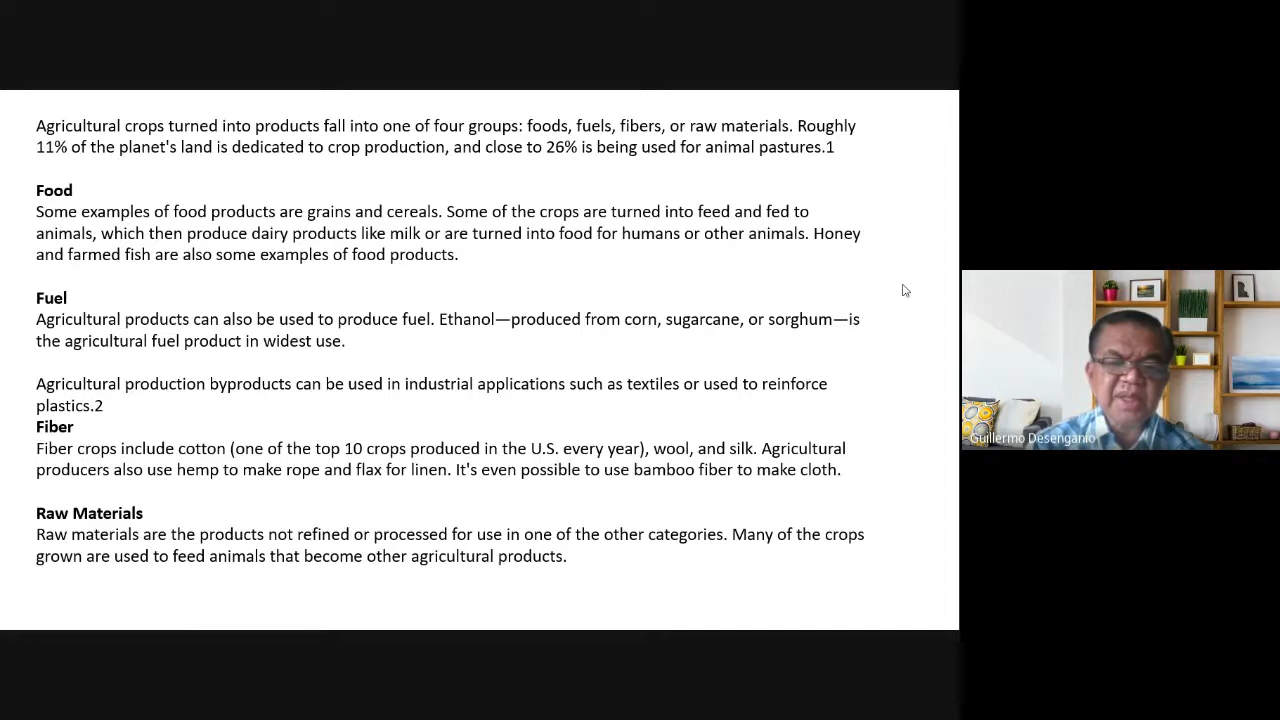 Agricultural crops turned into products fall into one of four groups: foods, fuels, fibers, or raw materials. Roughly
11% of the planet's land is dedicated to crop production, and close to 26% is being used for animal pastures.1
Food
Some examples of food products are grains and cereals. Some of the crops are turned into feed and fed to
animals, which then produce dairy products like milk or are turned into food for humans or other animals. Honey
and farmed fish are also some examples of food products.
Fuel
Agricultural products can also be used to produce fuel. Ethanol—produced from corn, sugarcane, or sorghum—is
the agricultural fuel product in widest use.
Agricultural production byproducts can be used in industrial applications such as textiles or used to reinforce
plastics.2
Fiber
Fiber crops include cotton (one of the top 10 crops produced in the U.S. every year), wool, and silk. Agricultural
producers also use hemp to make rope and flax for linen. It's even possible to use bamboo fiber to make cloth.
Raw Materials
Raw materials are the products not refined or processed for use in one of the other categories. Many of the crops
grown are used to feed animals that become other agricultural products.
Guillermo Desenganio